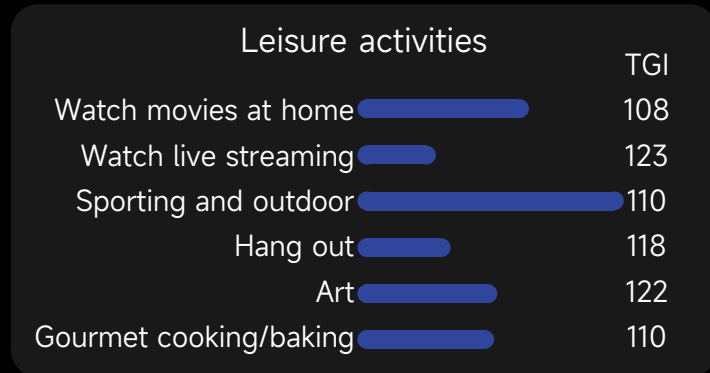 Leisure activities
TGI
Watch movies at home 108
Watch live streaming 123
Sporting and outdoor 110
Hang out 118
Art 122
Gourmet cooking/baking 110